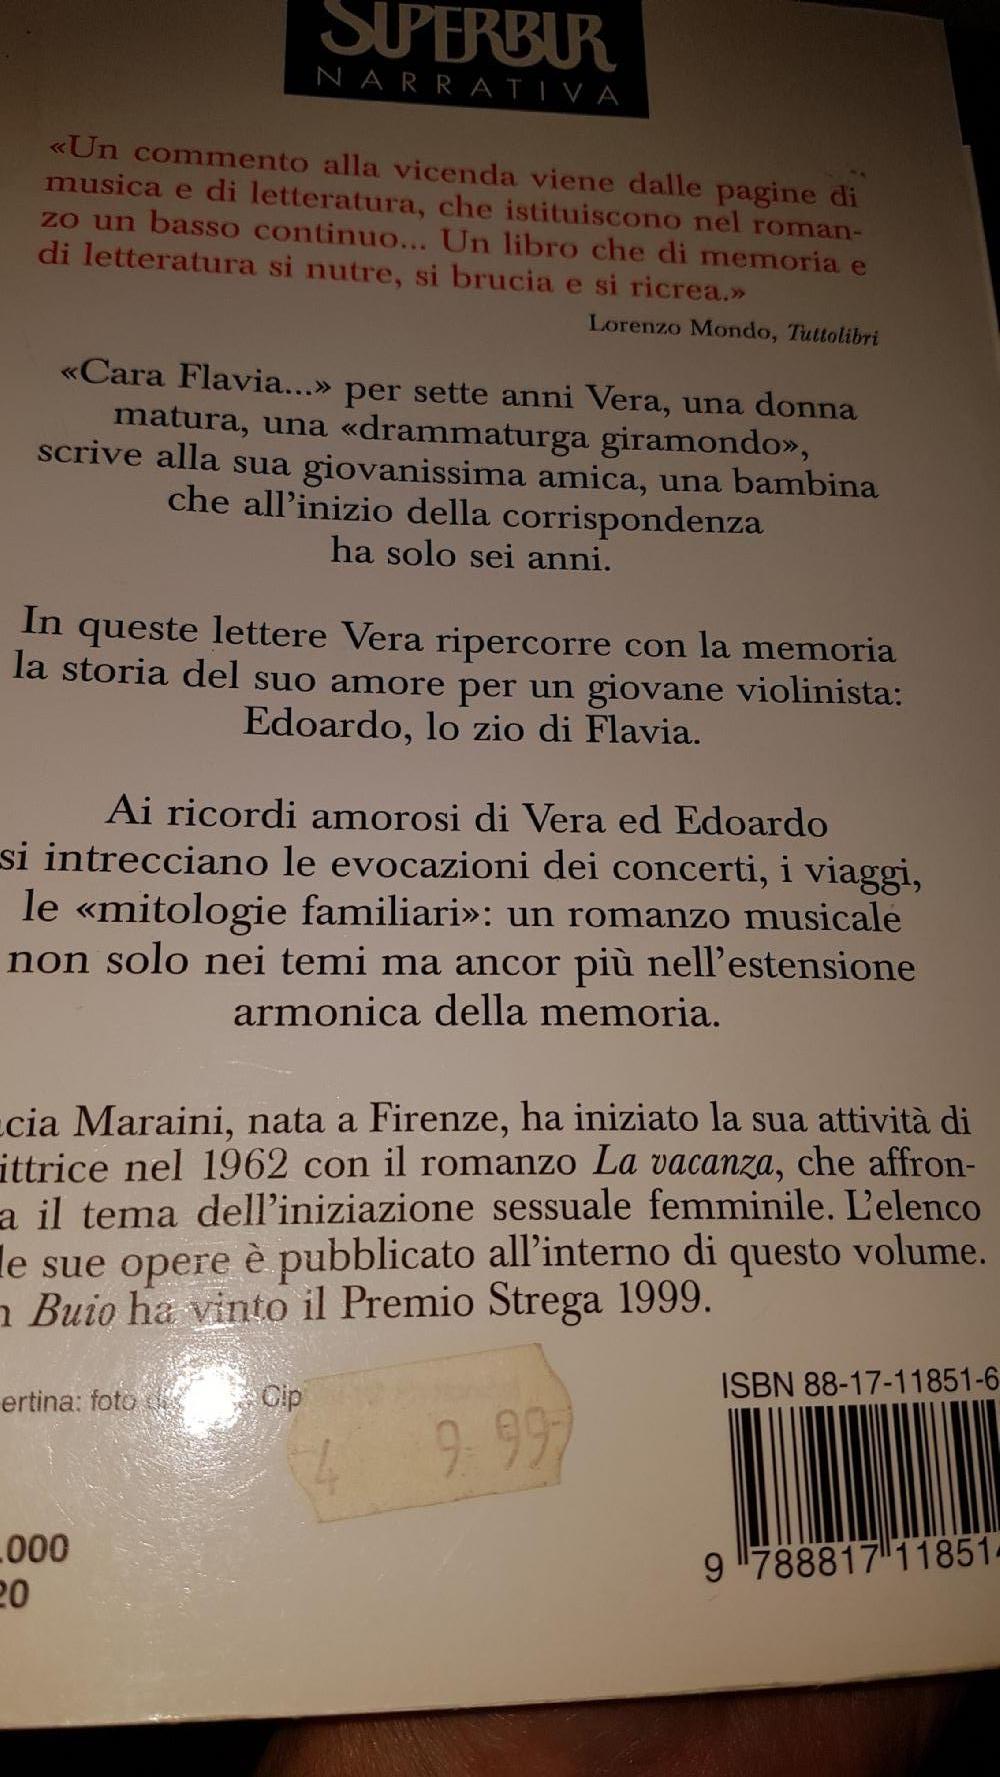 SUPERBUR
NARRATIVA
«Un commento alla vicenda viene dalle pagine di
musica e di letteratura, che istituiscono nel roman-
zo un basso continuo... Un libro che di memoria e
di letteratura si nutre, si brucia e si ricrea.»
Lorenzo Mondo, Tuttolibri
«Cara Flavia...» per sette anni Vera, una donna
matura, una «drammaturga giramondo»,
scrive alla sua giovanissima amica, una bambina
che all'inizio della corrispondenza
ha solo sei anni.
In queste lettere Vera ripercorre con la memoria
la storia del suo amore per un giovane violinista:
Edoardo, lo zio di Flavia.
Ai ricordi amorosi di Vera ed Edoardo
si intrecciano le evocazioni dei concerti, i viaggi,
le «mitologie familiari»: un romanzo musicale
non solo nei temi ma ancor più nell'estensione
armonica della memoria.
cia Maraini, nata a Firenze, ha iniziato la sua attività di
ittrice nel 1962 con il romanzo La vacanza, che affron-
a il tema dell'iniziazione sessuale femminile. L'elenco
le sue opere è pubblicato all'interno di questo volume.
n Buio ha vinto il Premio Strega 1999.
ertina: foto Cip
4 9.99
ISBN 88-17-11851-6
9 788817 11851
.000
20